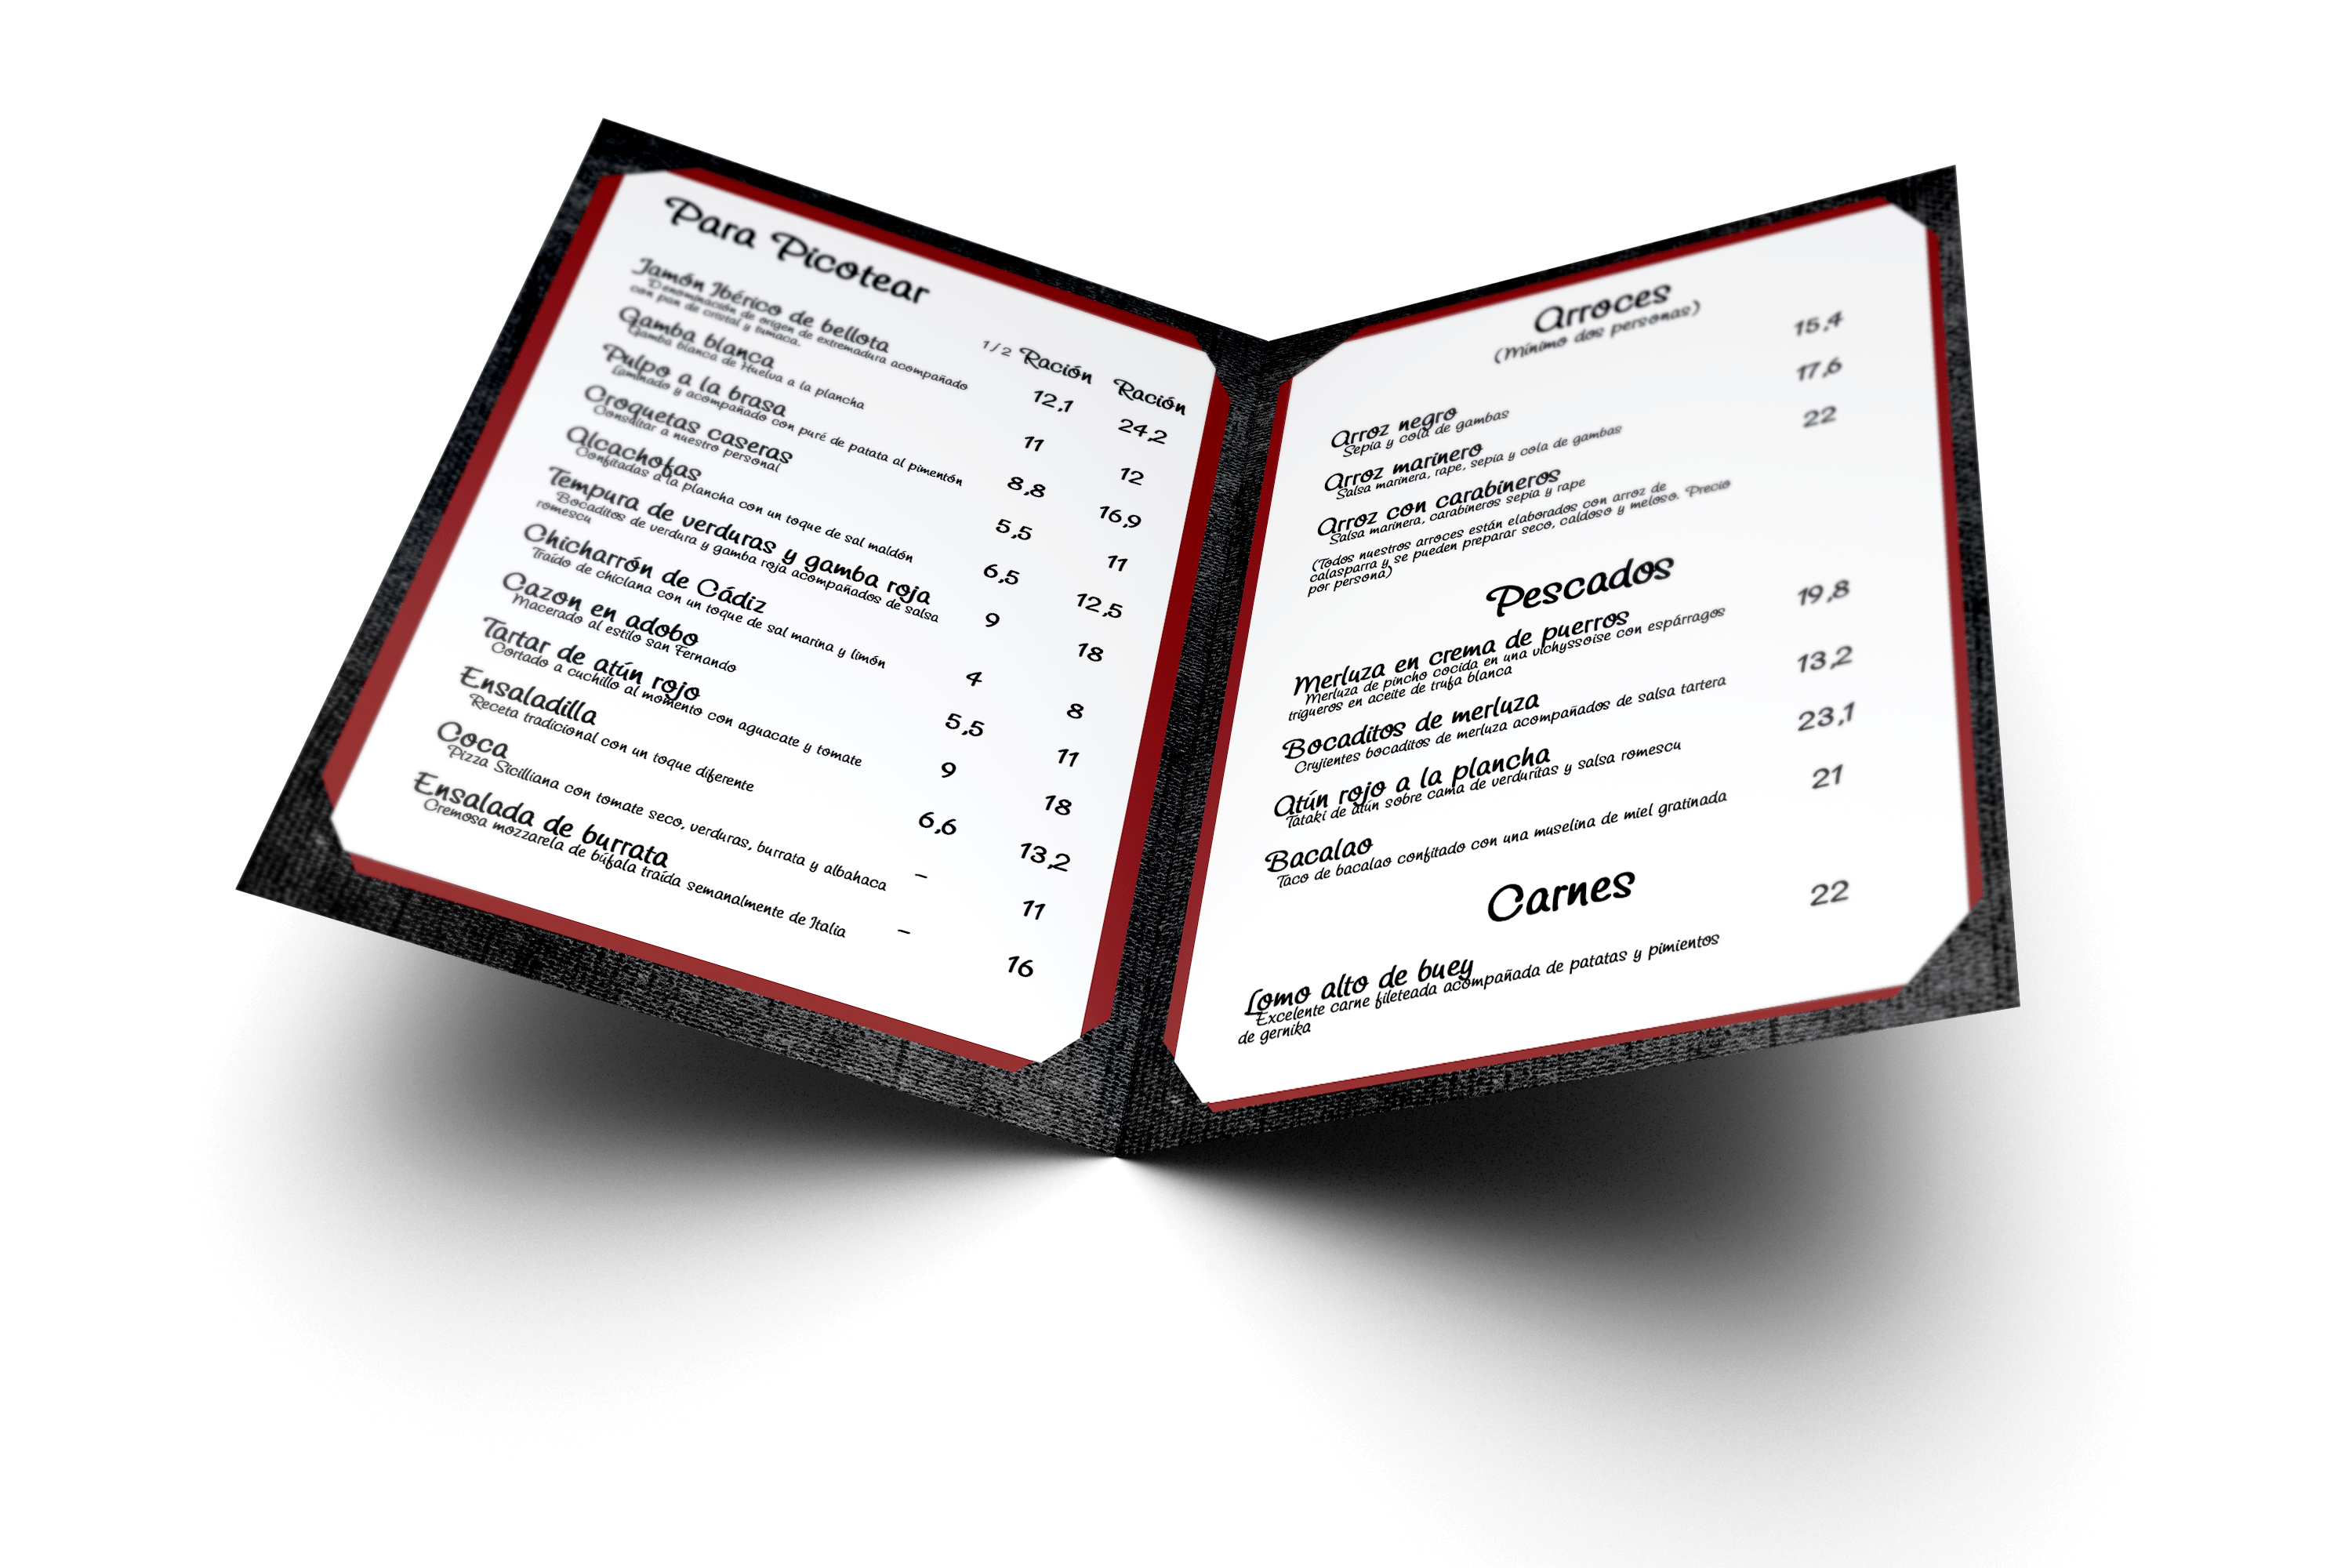 Para Picotear
1/2 Ración Ración
Jamón Ibérico de bellota 12,1 24,2
Denominación de origen de extremadura acompañado
con pan de cristal y tumaca.
Gamba blanca 11 12
Gamba blanca de Huelva a la plancha
Pulpo a la brasa 8,8 16,9
Laminado y acompañado con puré de patata al pimentón
Croquetas caseras 5,5 11
Consultar a nuestro personal
Alcachofas 6,5 12,5
Confitadas a la plancha con un toque de sal maldón
Tempura de verduras y gamba roja 9 18
Bocaditos de verdura y gamba roja acompañados de salsa
romescu
Chicharrón de Cádiz 4 8
Traído de chiclana con un toque de sal marina y limón
Cazon en adobo 5,5 11
Macerado al estilo san Fernando
Tartar de atún rojo 9 18
Cortado a cuchillo al momento con aguacate y tomate
Ensaladilla 6,6 13,2
Receta tradicional con un toque diferente
Coca – 11
Pizza Sicilliana con tomate seco, verduras, burrata y albahaca
Ensalada de burrata – 16
Cremosa mozzarela de búfala traída semanalmente de Italia
Arroces
(Mínimo dos personas)
Arroz negro 15,4
Sepia y cola de gambas
Arroz marinero 17,6
Salsa marinera, rape, sepia y cola de gambas
Arroz con carabineros 22
Salsa marinera, carabineros sepia y rape
(Todos nuestros arroces están elaborados con arroz de
calasparra y se pueden preparar seco, caldoso y meloso. Precio
por persona)
Pescados
Merluza en crema de puerros 19,8
Merluza de pincho cocida en una vichyssoise con espárragos
trigueros en aceite de trufa blanca
Bocaditos de merluza 13,2
Crujientes bocaditos de merluza acompañados de salsa tartera
Atún rojo a la plancha 23,1
Tataki de atún sobre cama de verduritas y salsa romescu
Bacalao 21
Taco de bacalao confitado con una muselina de miel gratinada
Carnes
Lomo alto de buey 22
Excelente carne fileteada acompañada de patatas y pimientos
de gernika